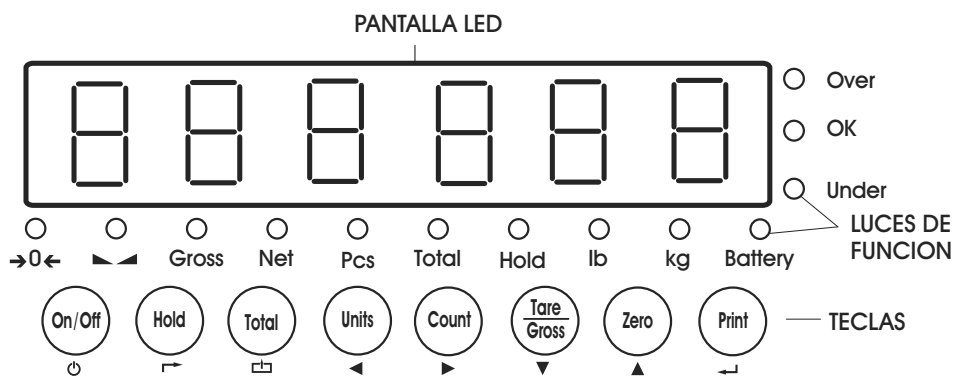 PANTALLA LED
888888
Over
OK
Under
LUCES DE
FUNCION
→0← Gross Net Pcs Total Hold lb kg Battery
On/Off Hold Total Units Count Tare Gross Zero Print
TECLAS